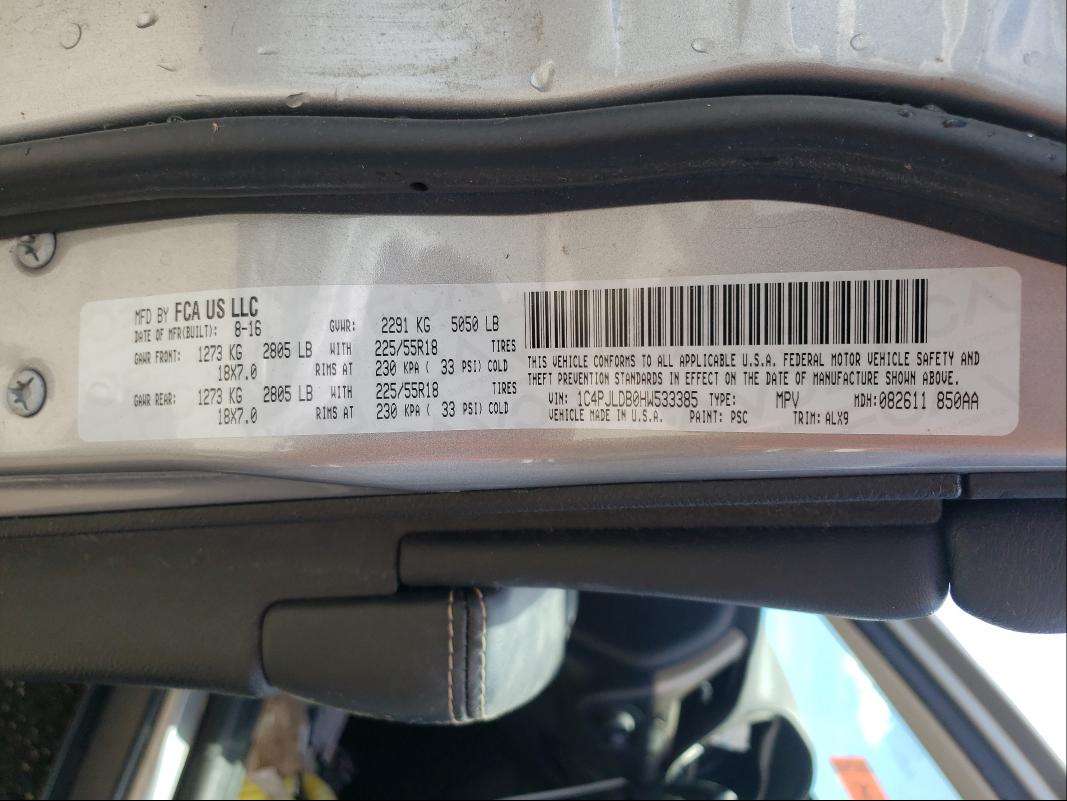 MFD BY FCA US LLC
DATE OF MFR(BUILT): 8-16 GVWR: 2291 KG 5050 LB
GAWR FRONT: 1273 KG 2805 LB WITH 225/55R18 TIRES
18X7.0 RIMS AT 230 KPA ( 33 PSI) COLD
GAWR REAR: 1273 KG 2805 LB WITH 225/55R18 TIRES
18X7.0 RIMS AT 230 KPA ( 33 PSI) COLD
THIS VEHICLE CONFORMS TO ALL APPLICABLE U.S.A. FEDERAL MOTOR VEHICLE SAFETY AND
THEFT PREVENTION STANDARDS IN EFFECT ON THE DATE OF MANUFACTURE SHOWN ABOVE.
VIN: 1C4PJLDB0HW533385 TYPE: MPV MDH: 082611 850AA
VEHICLE MADE IN U.S.A. PAINT: PSC TRIM: ALX9